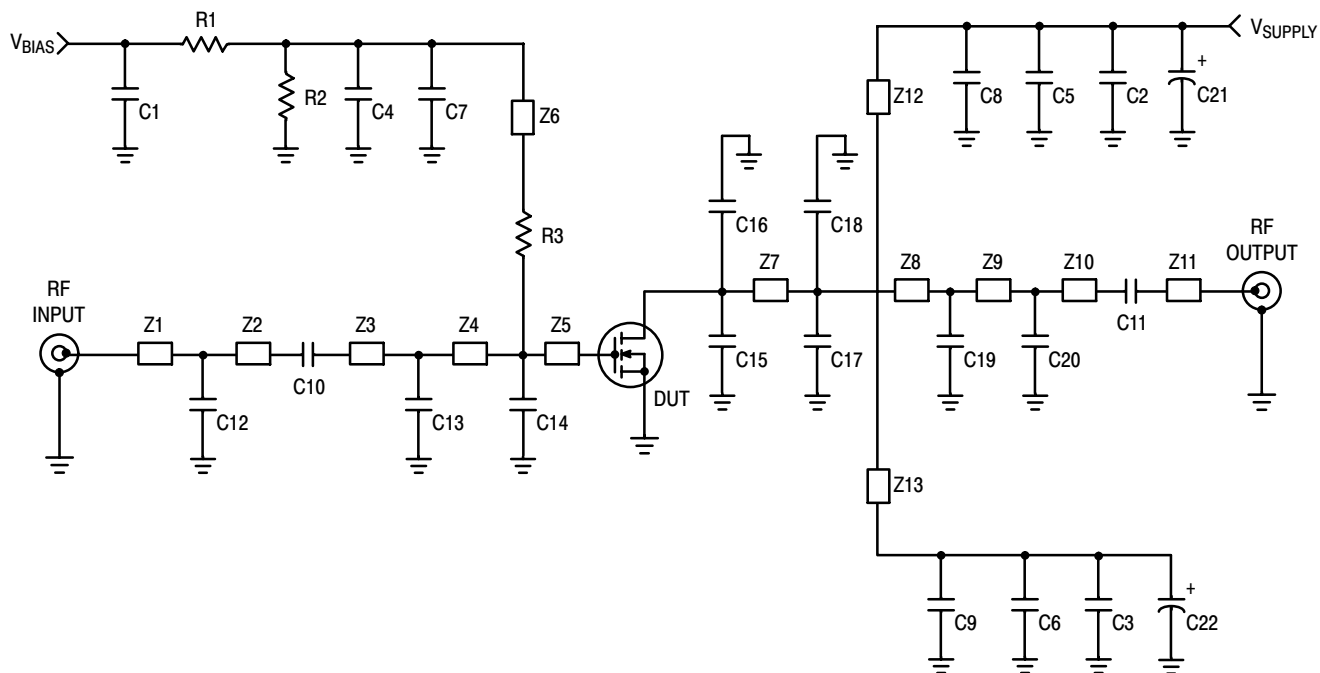 R1
V_BIAS
V_SUPPLY
+
R2
C1
C4
C7
Z6
Z12
C8
C5
C2
C21
C16
C18
R3
RF
INPUT
RF
OUTPUT
Z1
Z2
Z3
Z4
Z5
Z7
Z8
Z9
Z10
Z11
C10
C11
C12
C13
C14
DUT
C15
C17
C19
C20
Z13
+
C9
C6
C3
C22